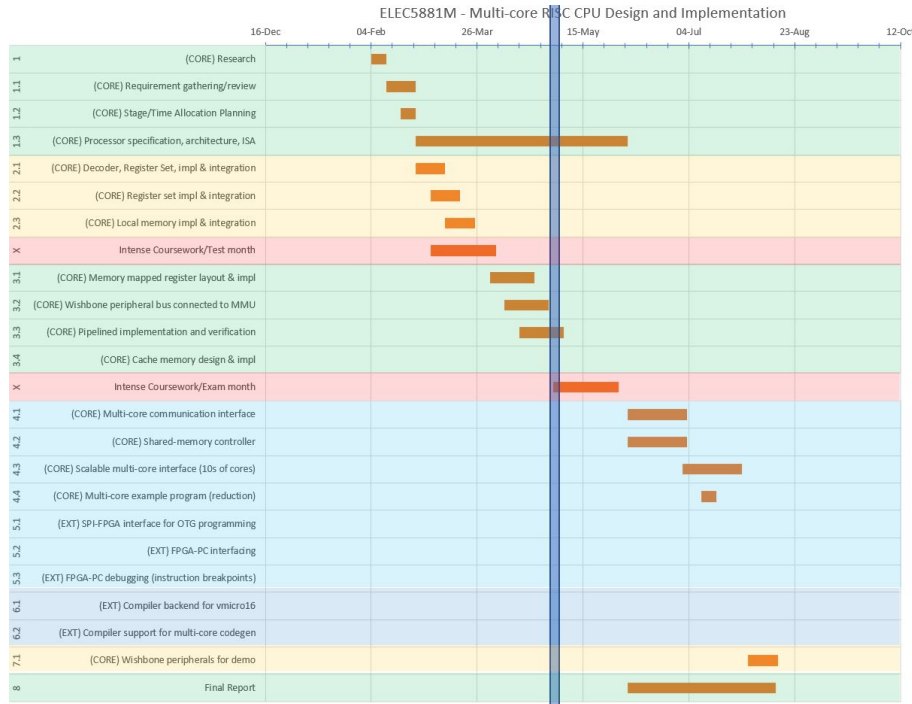 ELEC5881M - Multi-core RISC CPU Design and Implementation
16-Dec 04-Feb 26-Mar 15-May 04-Jul 23-Aug 12-Oct
1 (CORE) Research
1.1 (CORE) Requirement gathering/review
1.2 (CORE) Stage/Time Allocation Planning
1.3 (CORE) Processor specification, architecture, ISA
2.1 (CORE) Decoder, Register Set, impl & integration
2.2 (CORE) Register set impl & integration
2.3 (CORE) Local memory impl & integration
X Intense Coursework/Test month
3.1 (CORE) Memory mapped register layout & impl
3.2 (CORE) Wishbone peripheral bus connected to MMU
3.3 (CORE) Pipelined implementation and verification
3.4 (CORE) Cache memory design & impl
X Intense Coursework/Exam month
4.1 (CORE) Multi-core communication interface
4.2 (CORE) Shared-memory controller
4.3 (CORE) Scalable multi-core interface (10s of cores)
4.4 (CORE) Multi-core example program (reduction)
5.1 (EXT) SPI-FPGA interface for OTG programming
5.2 (EXT) FPGA-PC interfacing
5.3 (EXT) FPGA-PC debugging (instruction breakpoints)
6.1 (EXT) Compiler backend for vmicro16
6.2 (EXT) Compiler support for multi-core codegen
7.1 (CORE) Wishbone peripherals for demo
8 Final Report